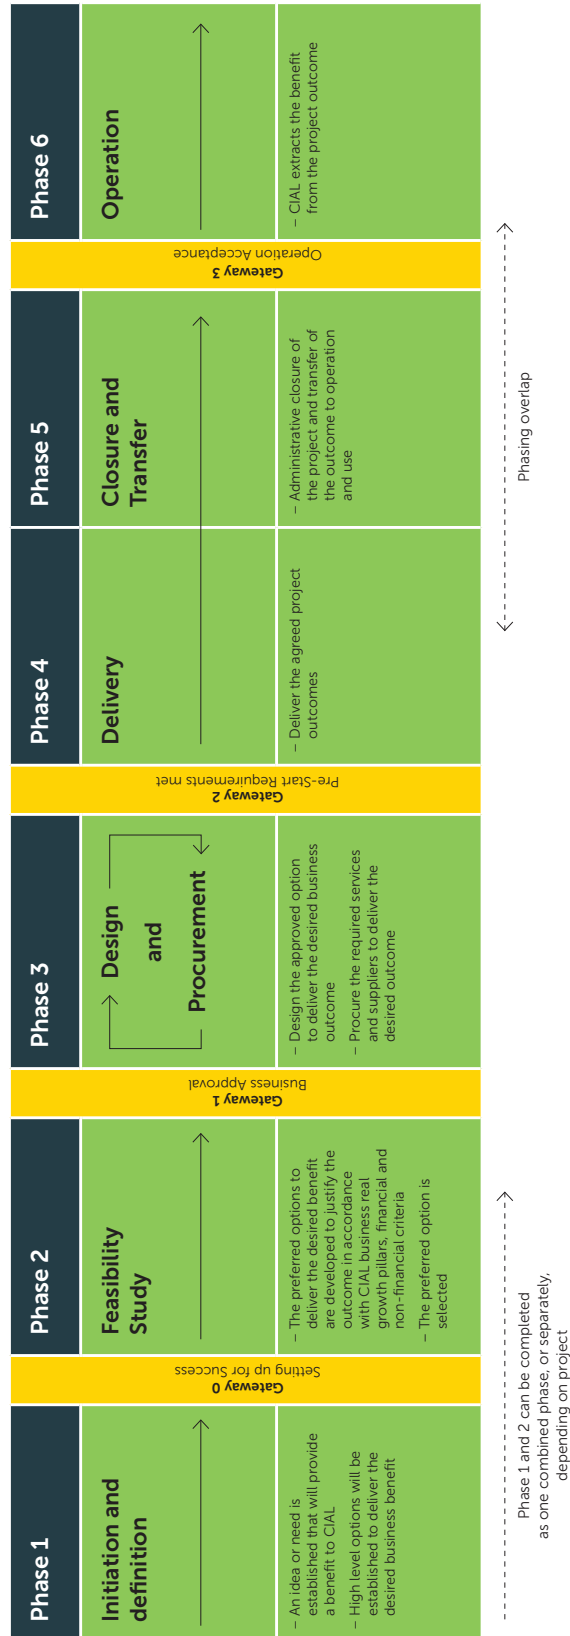 Phase 1
Initiation and
definition
– An idea or need is
established that will provide
a benefit to CIAL
– High level options will be
established to deliver the
desired business benefit
Gateway 0
Setting up for Success
Phase 2
Feasibility
Study
– The preferred options to
deliver the desired benefit
are developed to justify the
outcome in accordance
with CIAL business real
growth pillars, financial and
non-financial criteria
– The preferred option is
selected
Phase 1 and 2 can be completed
as one combined phase, or separately,
depending on project
Gateway 1
Business Approval
Phase 3
Design
and
Procurement
– Design the approved option
to deliver the desired business
outcome
– Procure the required services
and suppliers to deliver the
desired outcome
Gateway 2
Pre-Start Requirements met
Phase 4
Delivery
– Deliver the agreed project
outcomes
Phase 5
Closure and
Transfer
– Administrative closure of
the project and transfer of
the outcome to operation
and use
Gateway 3
Operation Acceptance
Phase 6
Operation
– CIAL extracts the benefit
from the project outcome
Phasing overlap